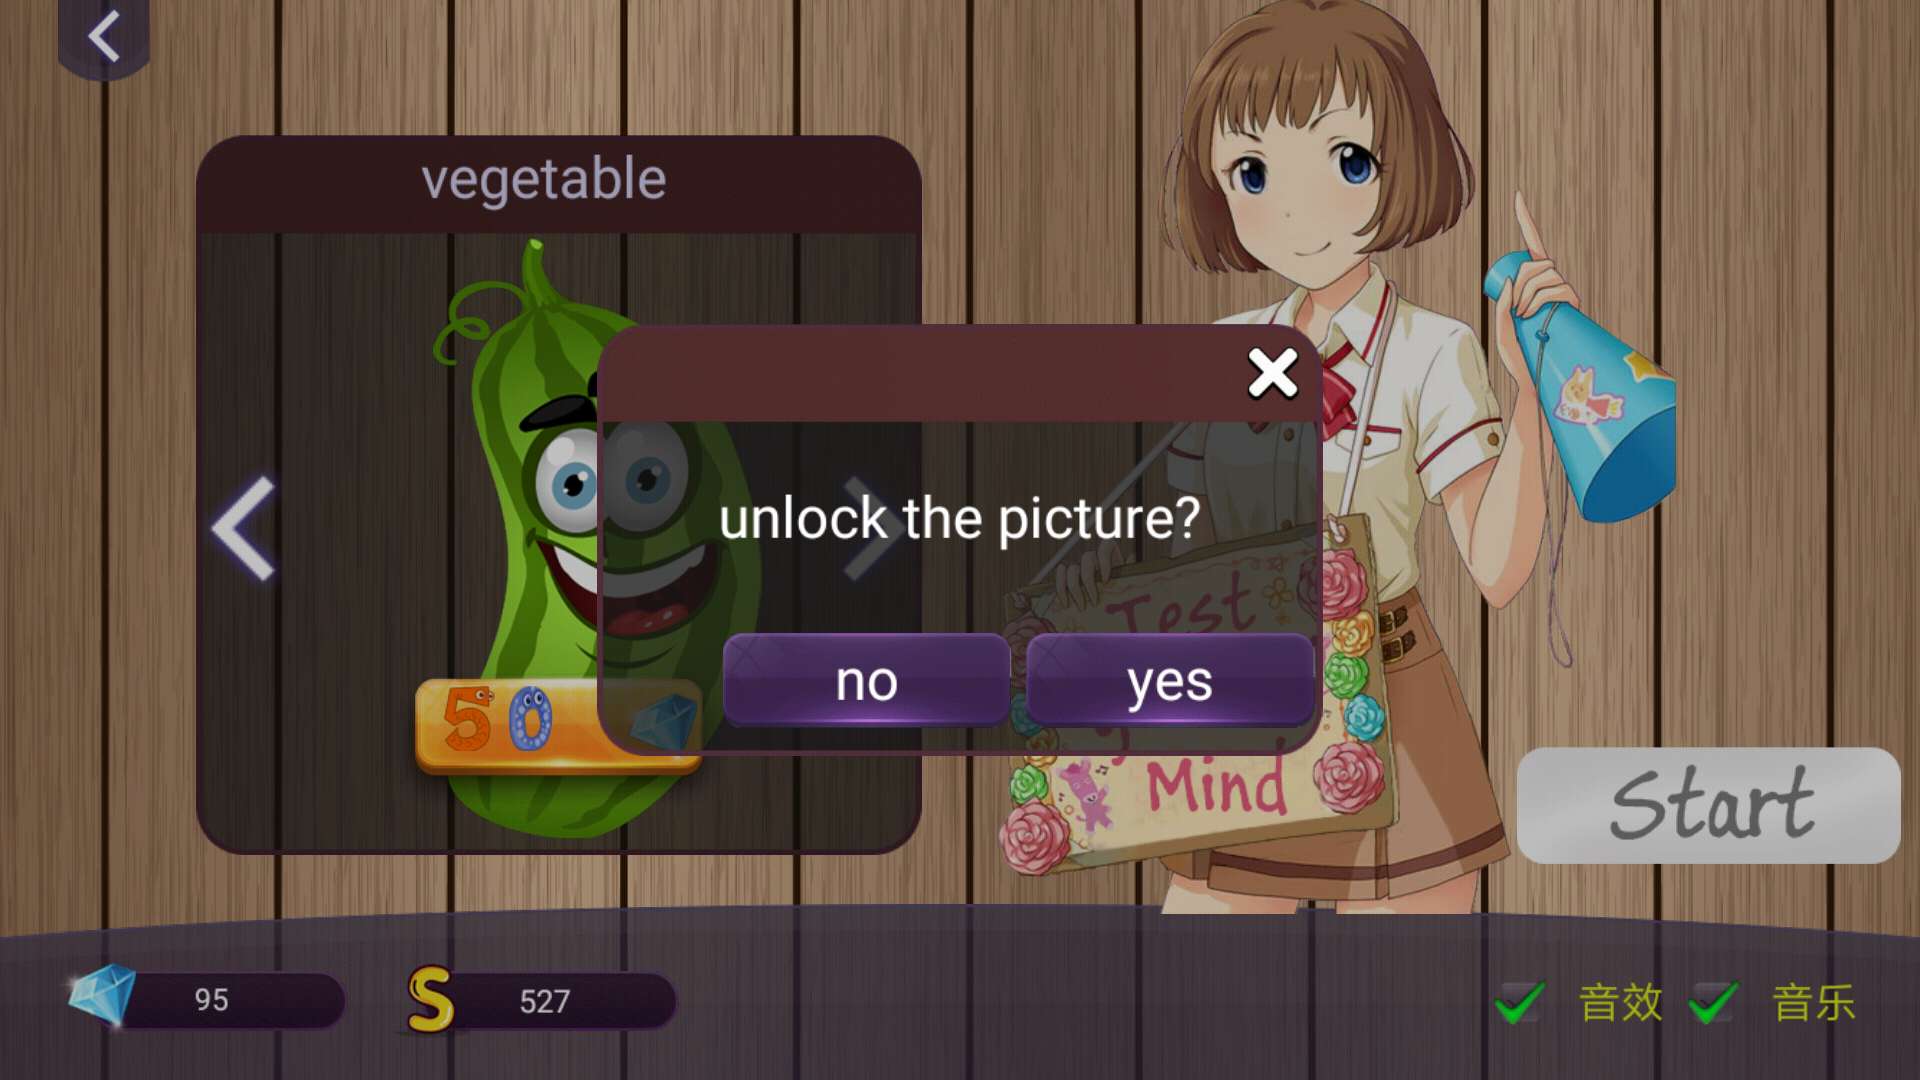 vegetable
unlock the picture?
no
yes
50
Test
Mind
Start
95
S
527
音效
音乐